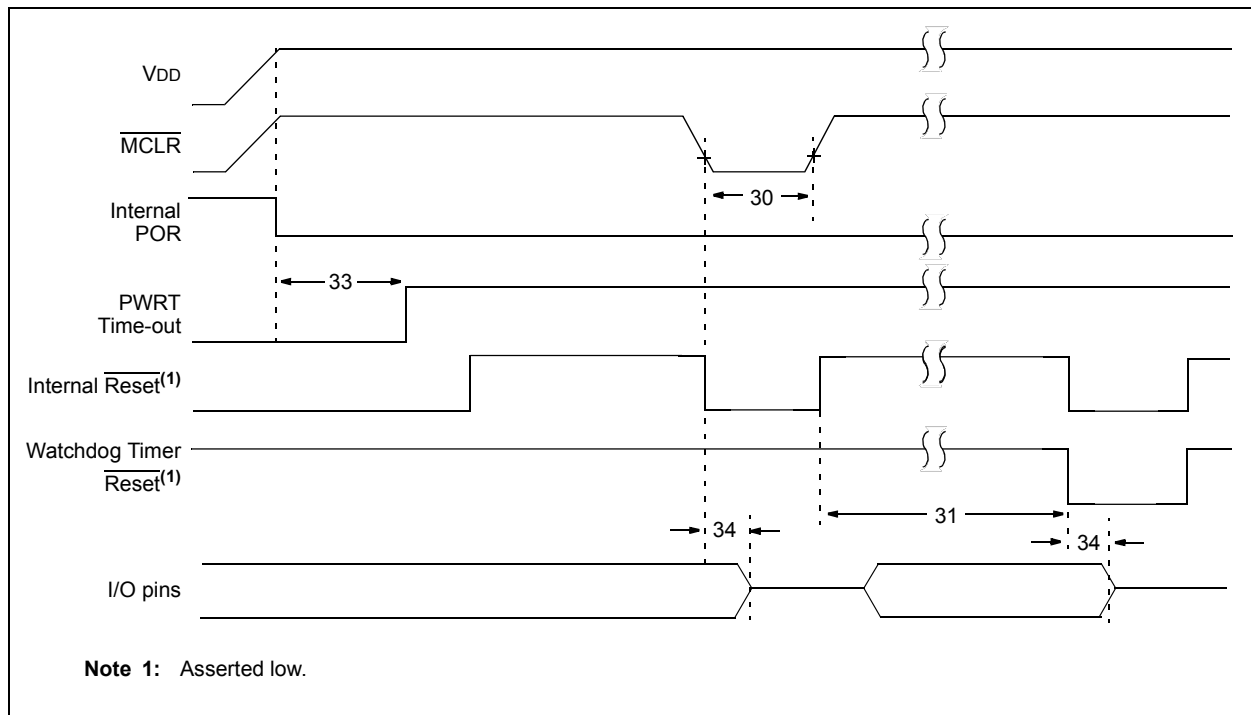 VDD
MCLR
Internal
POR
30
33
PWRT
Time-out
Internal Reset(1)
Watchdog Timer
Reset(1)
31
34
34
I/O pins
Note 1: Asserted low.